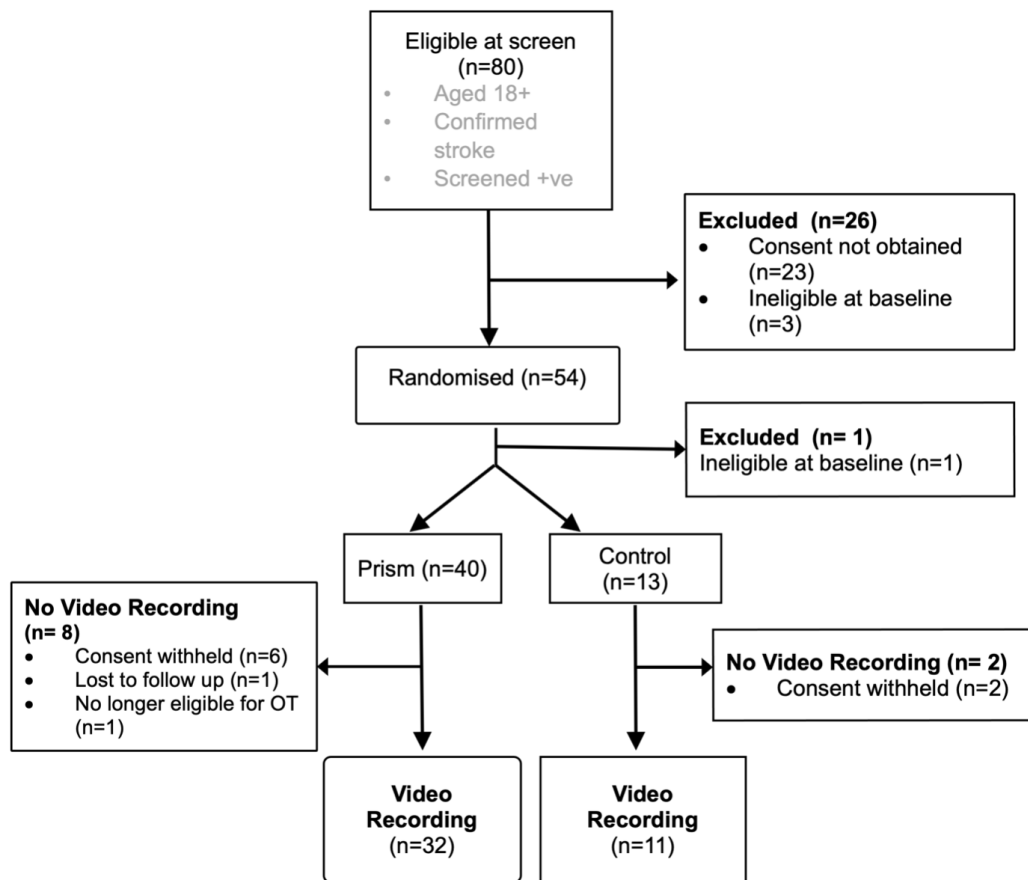 Eligible at screen
(n=80)
• Aged 18+
• Confirmed
stroke
• Screened +ve
Excluded (n=26)
• Consent not obtained
(n=23)
• Ineligible at baseline
(n=3)
Randomised (n=54)
Excluded (n= 1)
Ineligible at baseline (n=1)
Prism (n=40)
Control
(n=13)
No Video Recording
(n= 8)
• Consent withheld (n=6)
• Lost to follow up (n=1)
• No longer eligible for OT
(n=1)
No Video Recording (n= 2)
• Consent withheld (n=2)
Video
Recording
(n=32)
Video
Recording
(n=11)